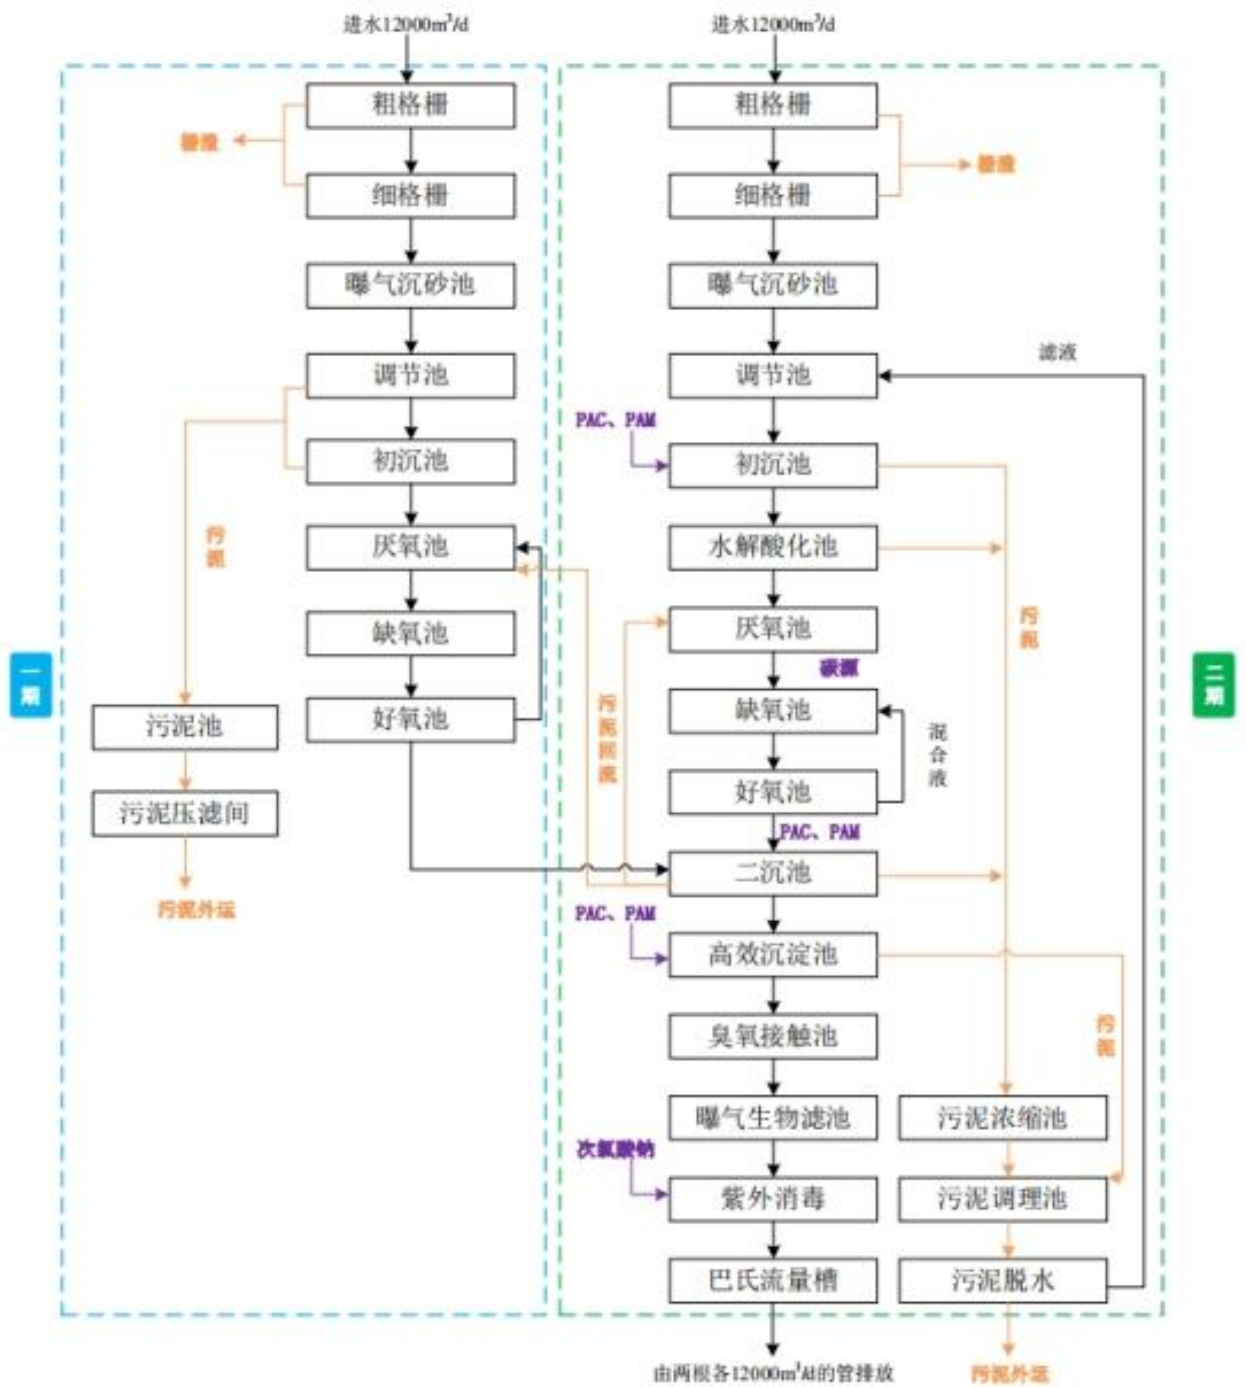 进水12000m³/d
进水12000m³/d
粗格栅
粗格栅
栅渣
栅渣
细格栅
细格栅
曝气沉砂池
曝气沉砂池
滤液
调节池
调节池
PAC、PAM
初沉池
初沉池
污泥
厌氧池
水解酸化池
污泥
缺氧池
厌氧池
碳源
一期
二期
污泥池
好氧池
污泥回流
缺氧池
混合液
污泥压滤间
好氧池
PAC、PAM
二沉池
污泥外运
PAC、PAM
高效沉淀池
臭氧接触池
污泥
曝气生物滤池
污泥浓缩池
次氯酸钠
紫外消毒
污泥调理池
巴氏流量槽
污泥脱水
由两根各12000m³/d的管排放
污泥外运